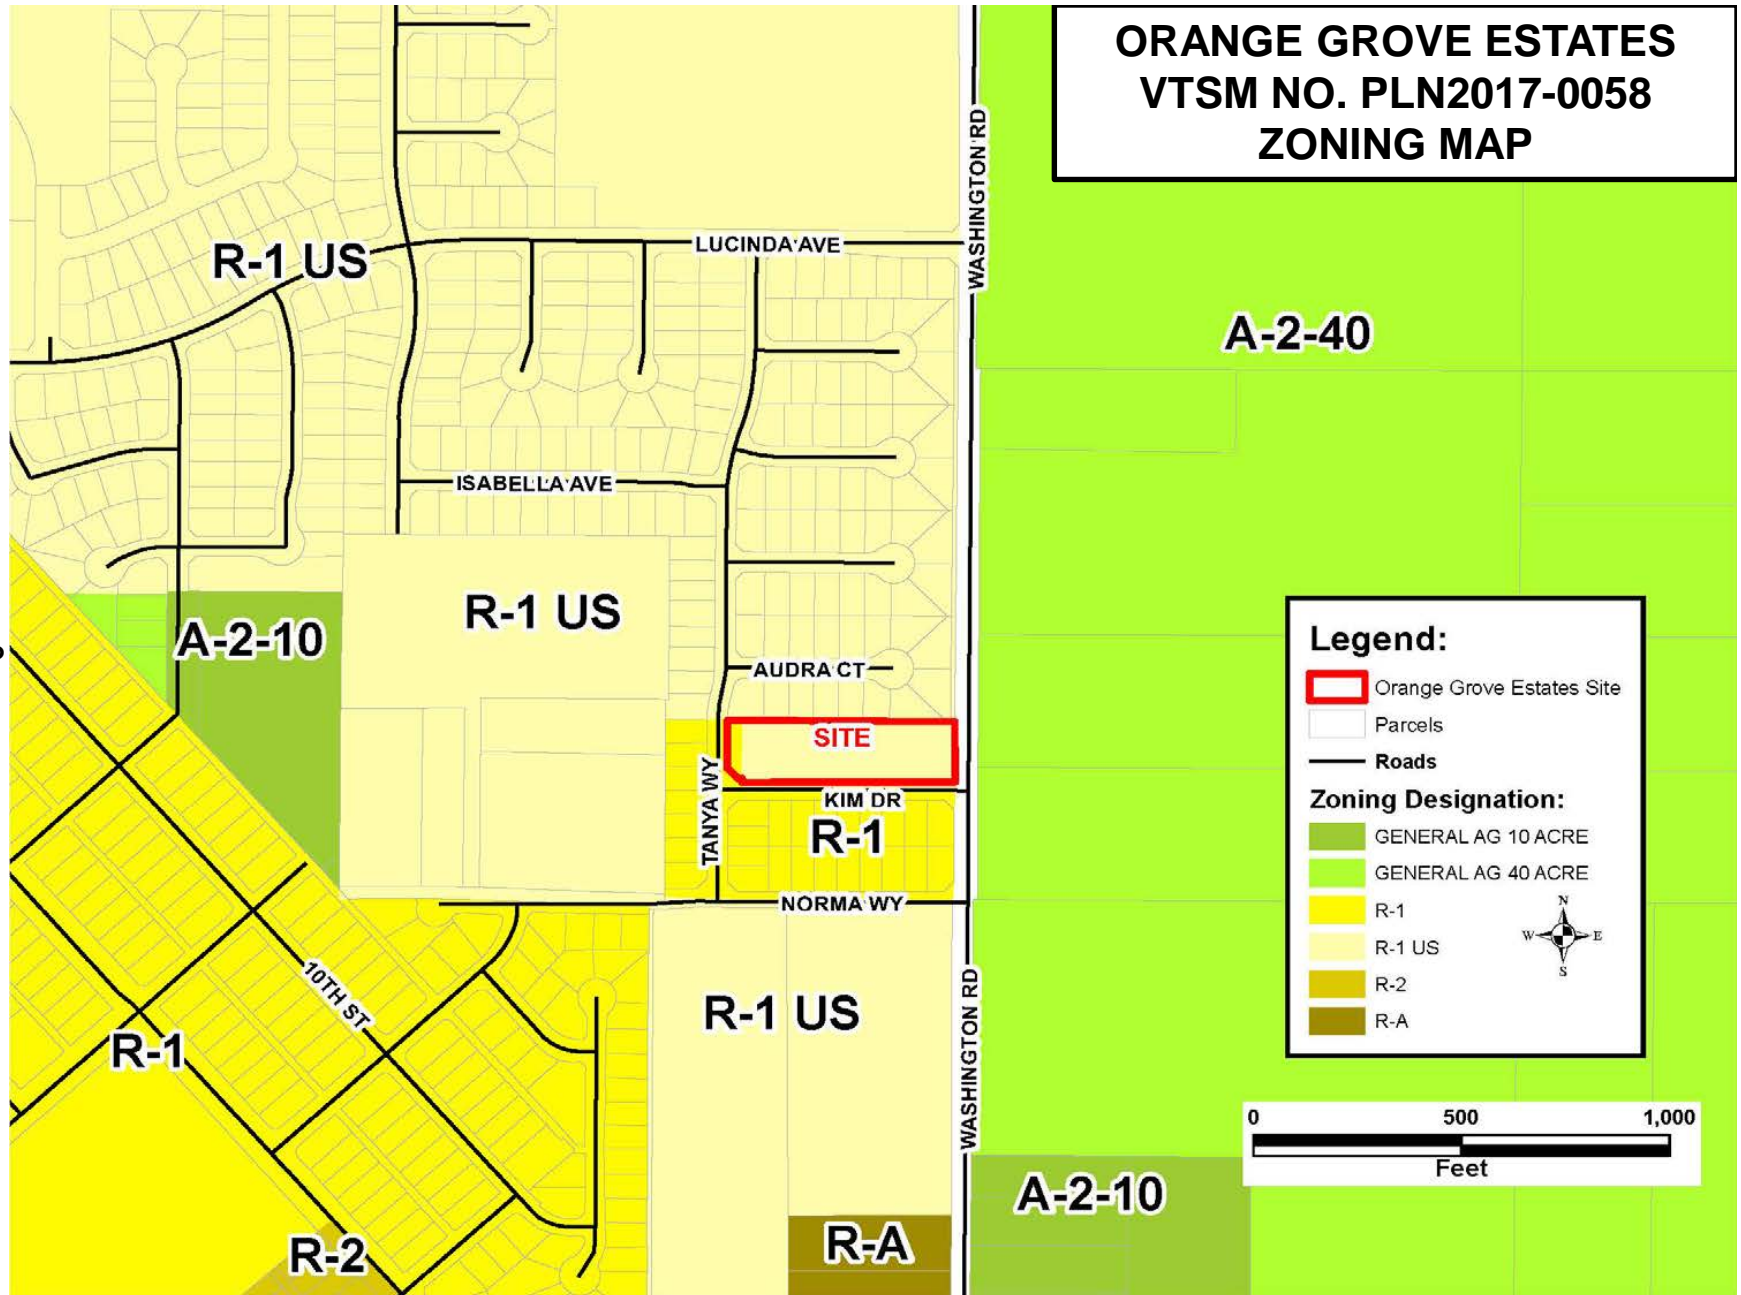 ORANGE GROVE ESTATES
VTSM NO. PLN2017-0058
ZONING MAP
WASHINGTON RD
LUCINDA AVE
R-1 US
A-2-40
ISABELLA AVE
R-1 US
A-2-10
AUDRA CT
SITE
TANYA WY
KIM DR
R-1
NORMA WY
10TH ST
R-1 US
WASHINGTON RD
R-1
A-2-10
R-A
R-2
Legend:
Orange Grove Estates Site
Parcels
Roads
Zoning Designation:
GENERAL AG 10 ACRE
GENERAL AG 40 ACRE
R-1
R-1 US
R-2
R-A
N
W E
S
0 500 1,000
Feet